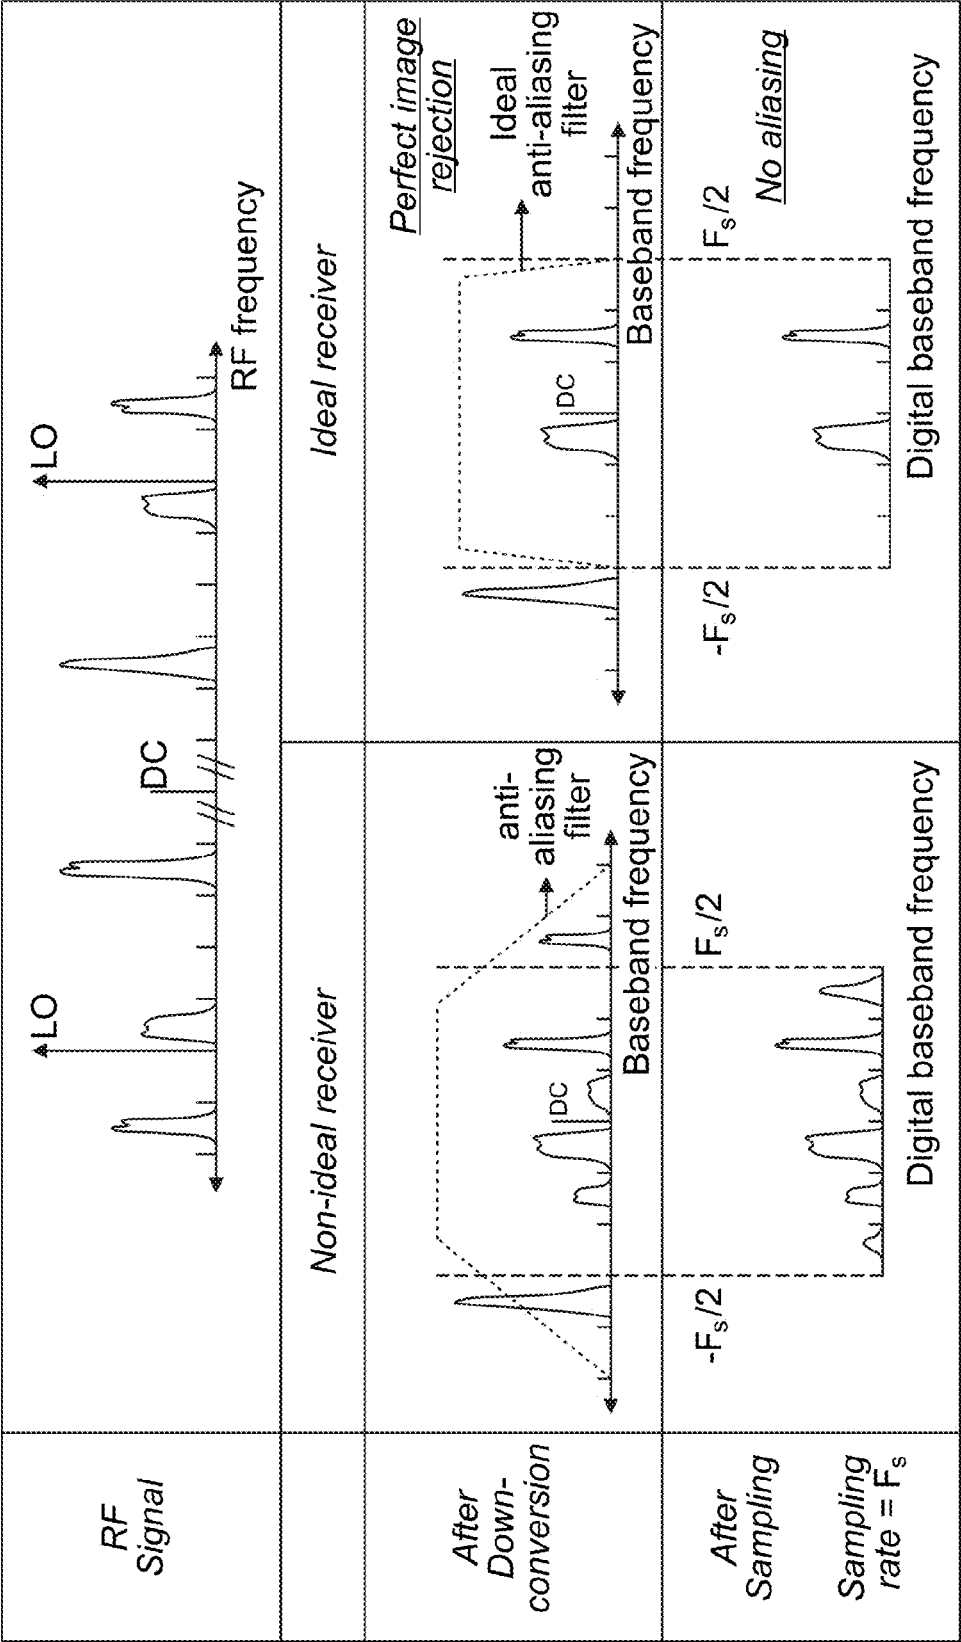 RF
Signal
LO
DC
LO
RF frequency
Non-ideal receiver
Ideal receiver
After
Down-
conversion
DC
anti-
aliasing
filter
Baseband frequency
DC
Perfect image
rejection
Ideal
anti-aliasing
filter
Baseband frequency
After
Sampling
Sampling
rate = Fs
-Fs/2
Fs/2
Digital baseband frequency
-Fs/2
Fs/2
No aliasing
Digital baseband frequency